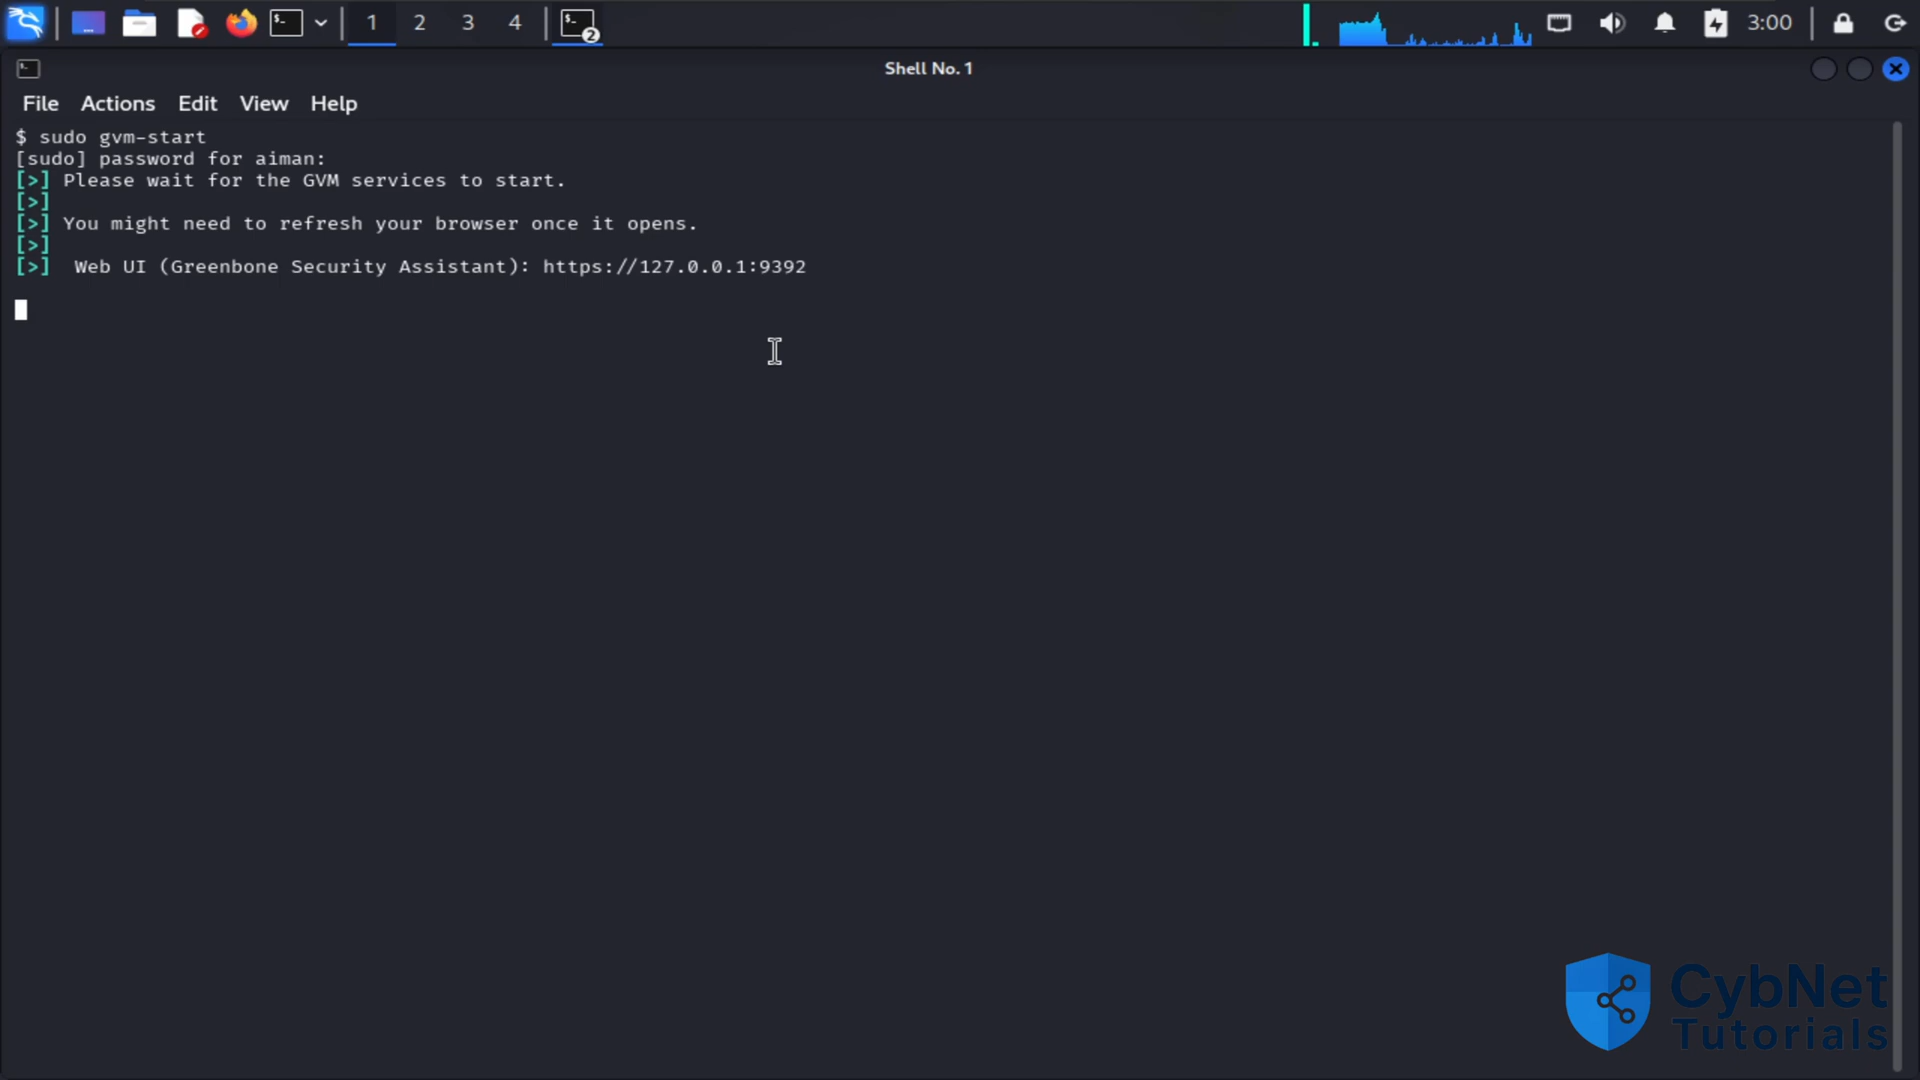 1 2 3 4 2 3:00
Shell No. 1
File Actions Edit View Help
$ sudo gvm-start
[sudo] password for aiman:
[>] Please wait for the GVM services to start.
[>]
[>] You might need to refresh your browser once it opens.
[>]
[>] Web UI (Greenbone Security Assistant): https://127.0.0.1:9392
CybNet
Tutorials